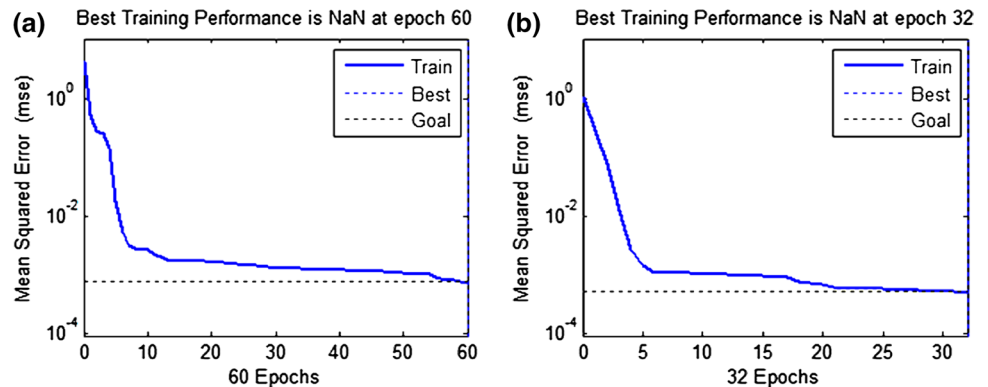 (a) Best Training Performance is NaN at epoch 60
Mean Squared Error (mse)
10^0
10^-2
10^-4
Train
Best
Goal
0 10 20 30 40 50 60
60 Epochs
(b) Best Training Performance is NaN at epoch 32
Mean Squared Error (mse)
10^0
10^-2
10^-4
Train
Best
Goal
0 5 10 15 20 25 30
32 Epochs